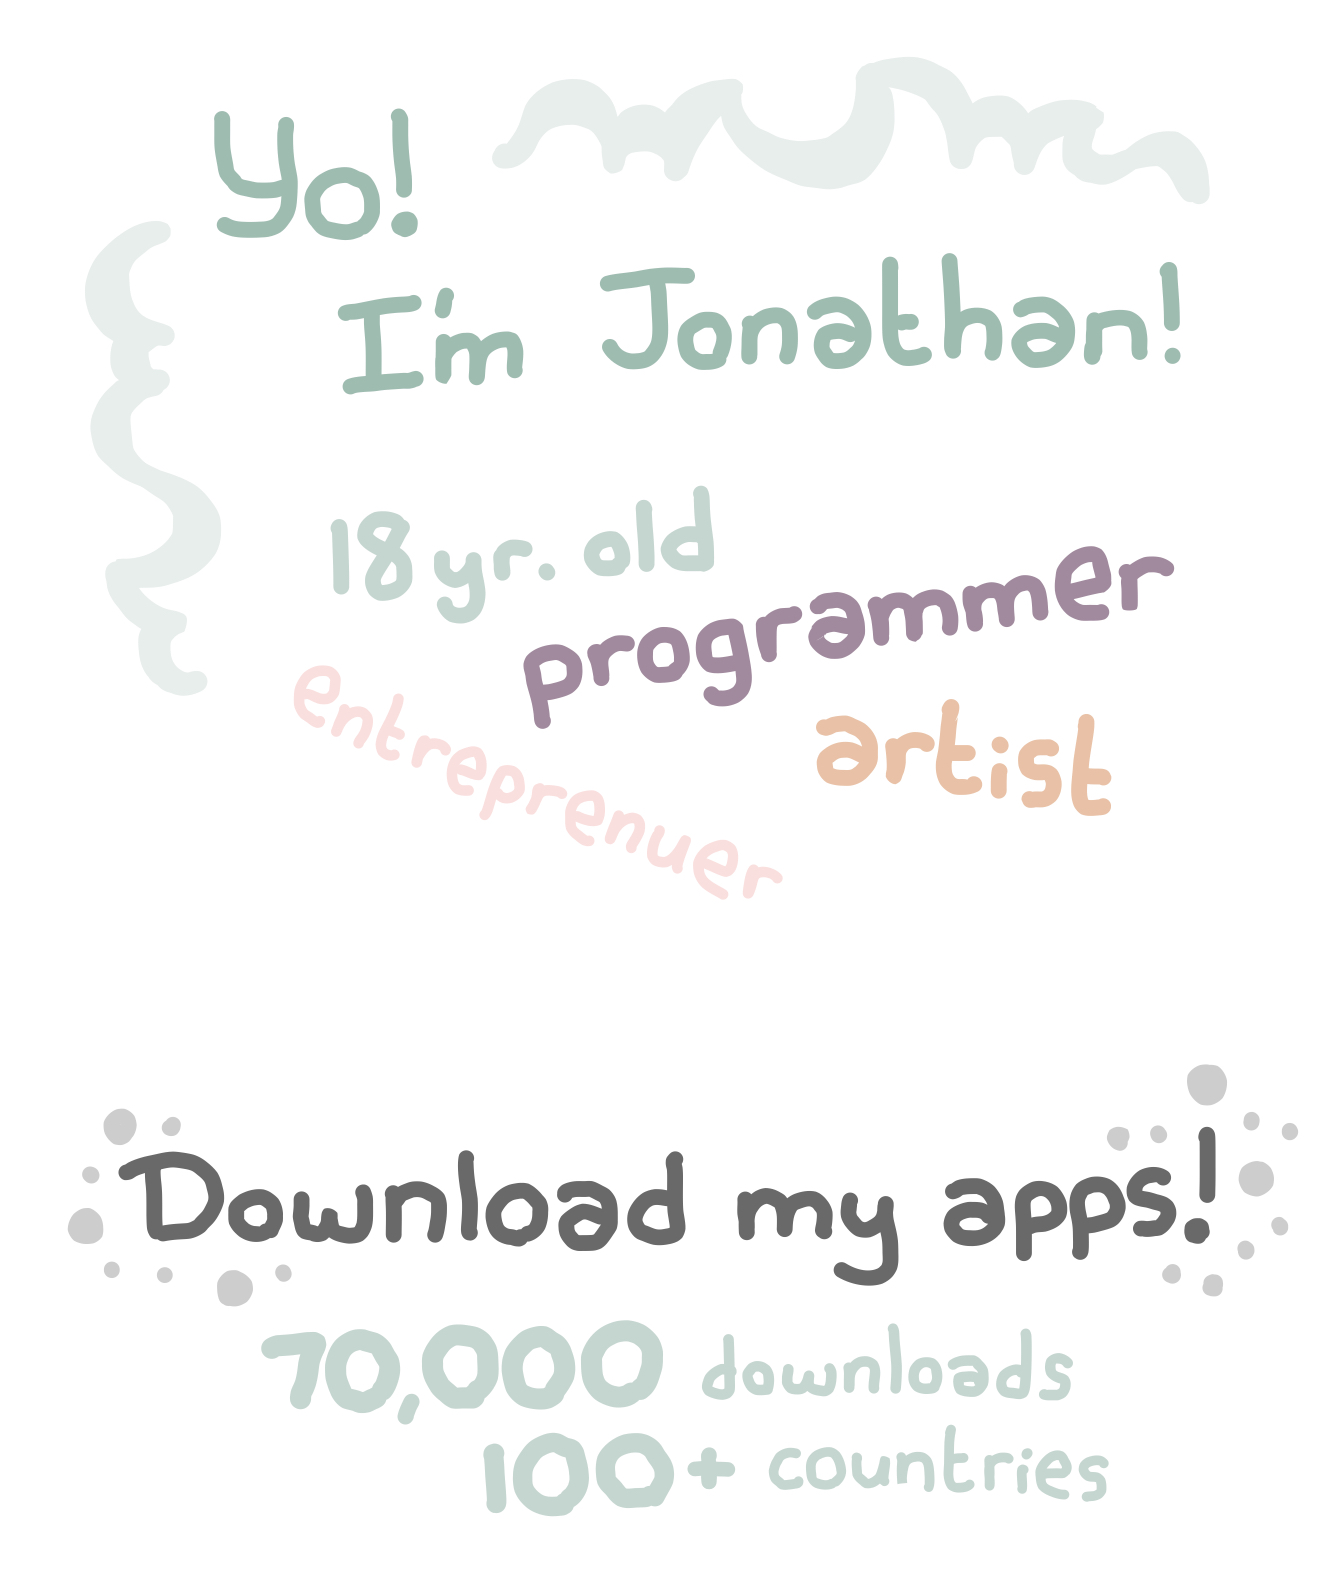 Yo!
I'm Jonathan!
18 yr. old
programmer
entreprenuer
artist
Download my apps!
70,000 downloads
100+ countries